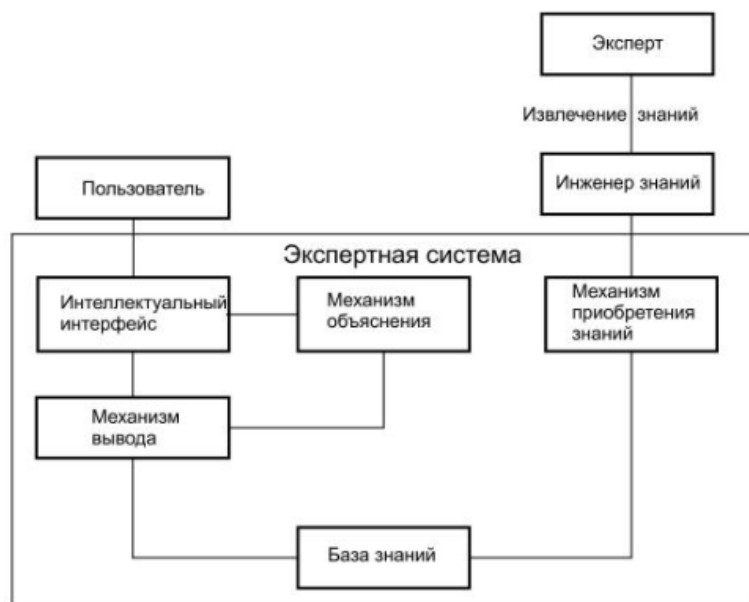 Эксперт
Извлечение знаний
Пользователь
Инженер знаний
Экспертная система
Интеллектуальный
интерфейс
Механизм
объяснения
Механизм
приобретения
знаний
Механизм
вывода
База знаний